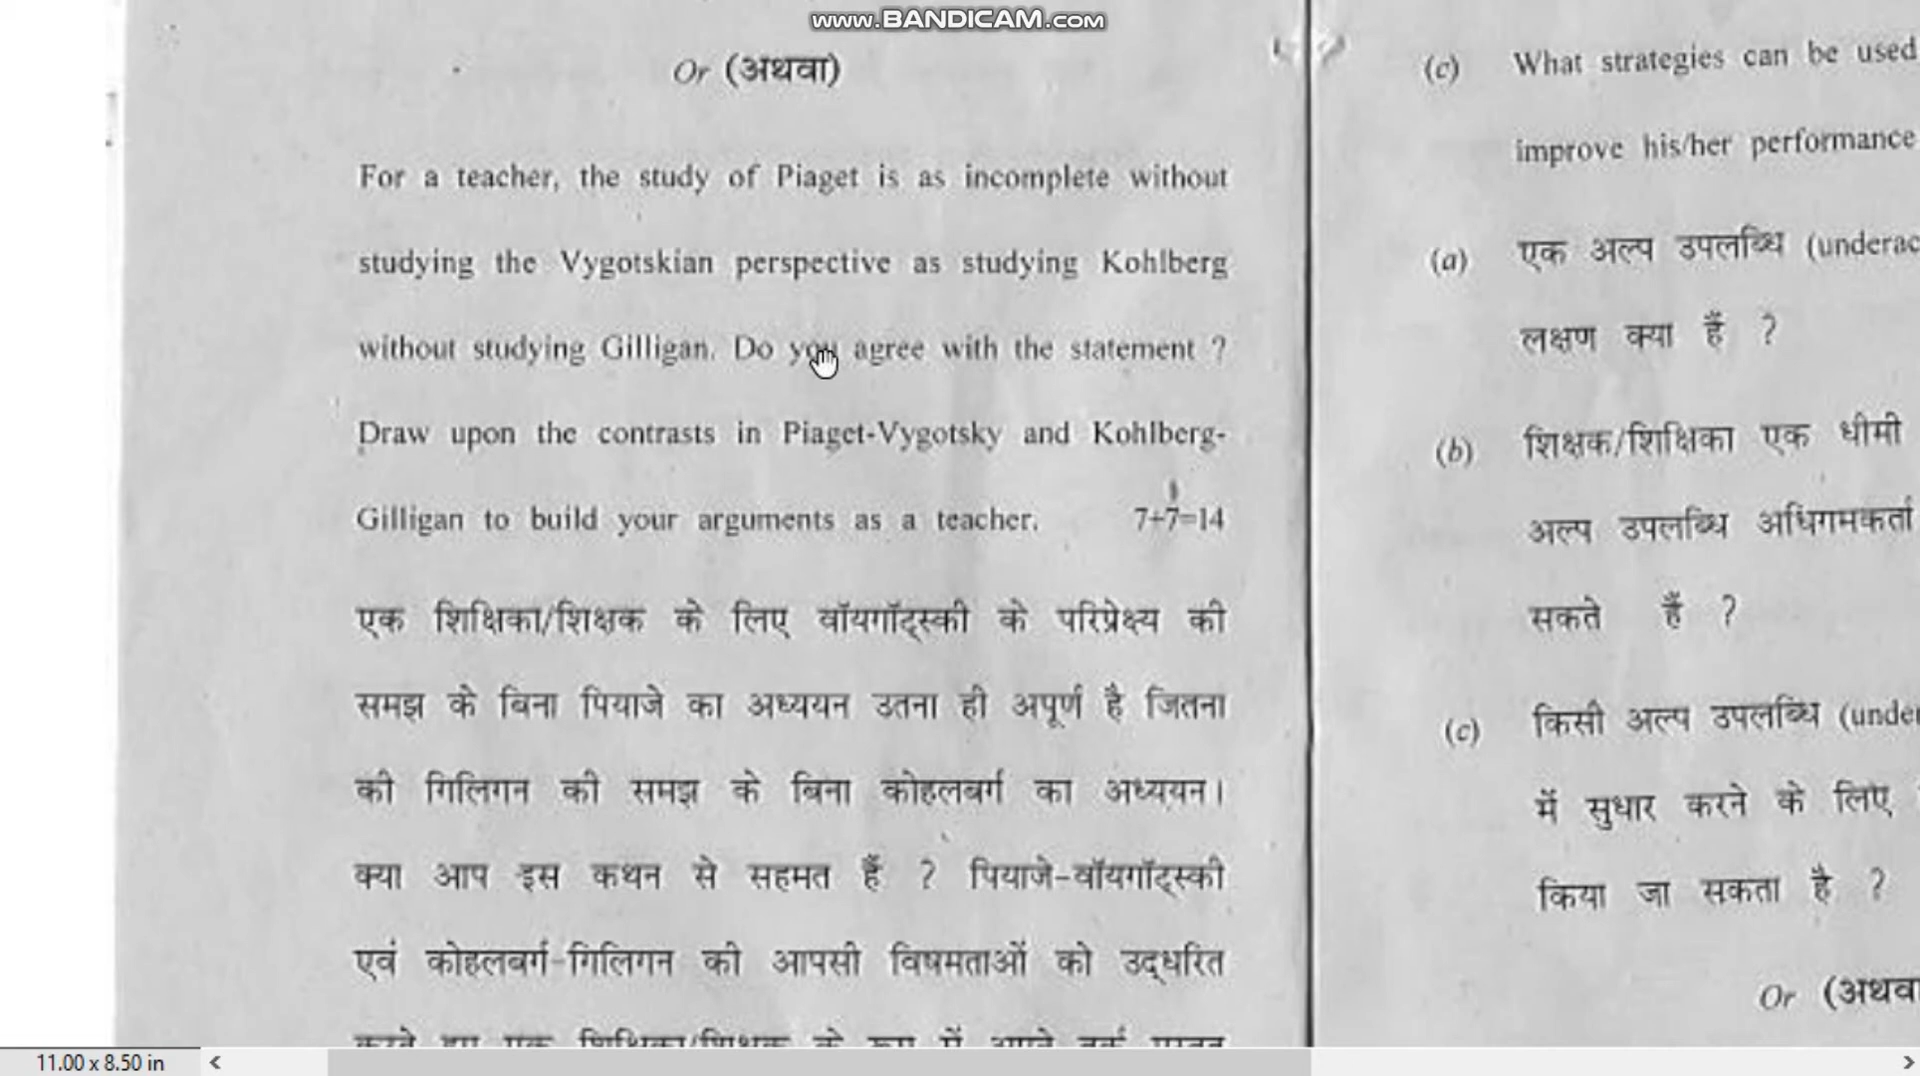 www.BANDICAM.com
Or (अथवा)
For a teacher, the study of Piaget is as incomplete without
studying the Vygotskian perspective as studying Kohlberg
without studying Gilligan. Do you agree with the statement ?
Draw upon the contrasts in Piaget-Vygotsky and Kohlberg-
Gilligan to build your arguments as a teacher. 7+7=14
एक शिक्षिका/शिक्षक के लिए वॉयगॉट्स्की के परिप्रेक्ष्य की
समझ के बिना पियाजे का अध्ययन उतना ही अपूर्ण है जितना
की गिलिगन की समझ के बिना कोहलबर्ग का अध्ययन।
क्या आप इस कथन से सहमत हैं ? पियाजे-वॉयगॉट्स्की
एवं कोहलबर्ग-गिलिगन की आपसी विषमताओं को उद्धरित
(c) What strategies can be used
improve his/her performance
(a) एक अल्प उपलब्धि (underac
लक्षण क्या हैं ?
(b) शिक्षक/शिक्षिका एक धीमी
अल्प उपलब्धि अधिगमकर्ता
सकते हैं ?
(c) किसी अल्प उपलब्धि (under
में सुधार करने के लिए
किया जा सकता है ?
Or (अथवा
11.00 x 8.50 in